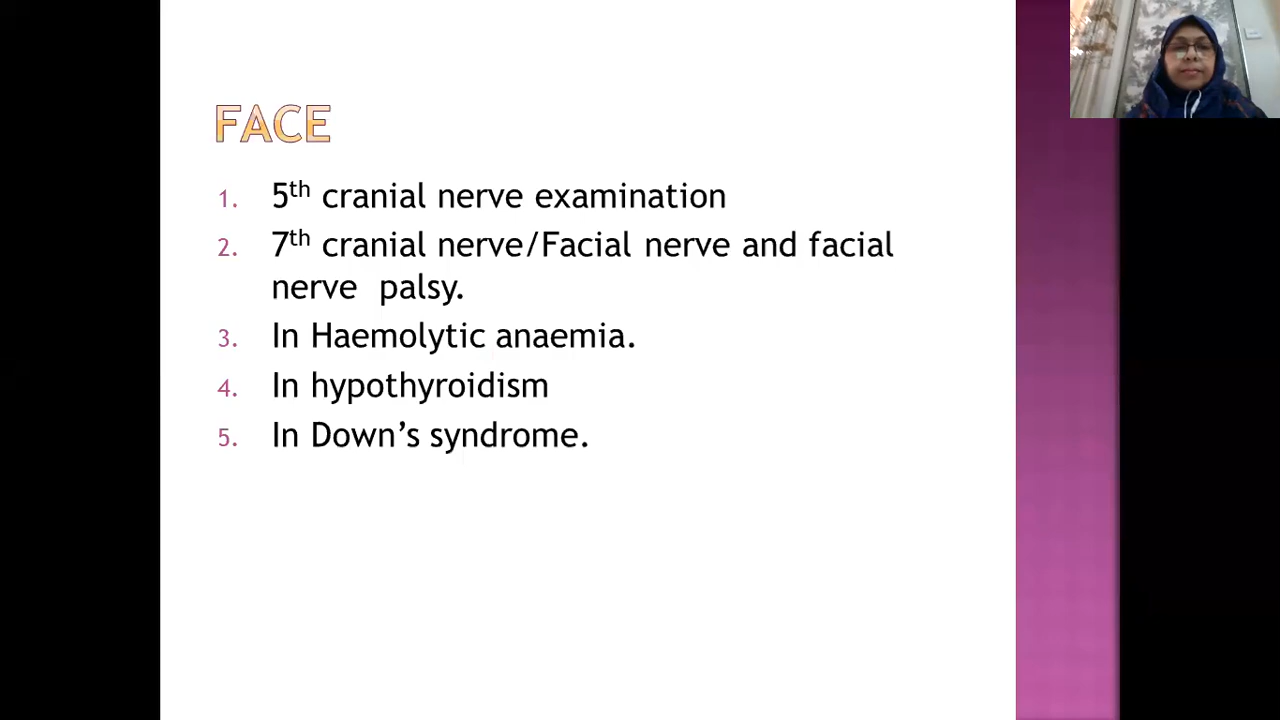 FACE
1. 5th cranial nerve examination
2. 7th cranial nerve/Facial nerve and facial
nerve palsy.
3. In Haemolytic anaemia.
4. In hypothyroidism
5. In Down’s syndrome.